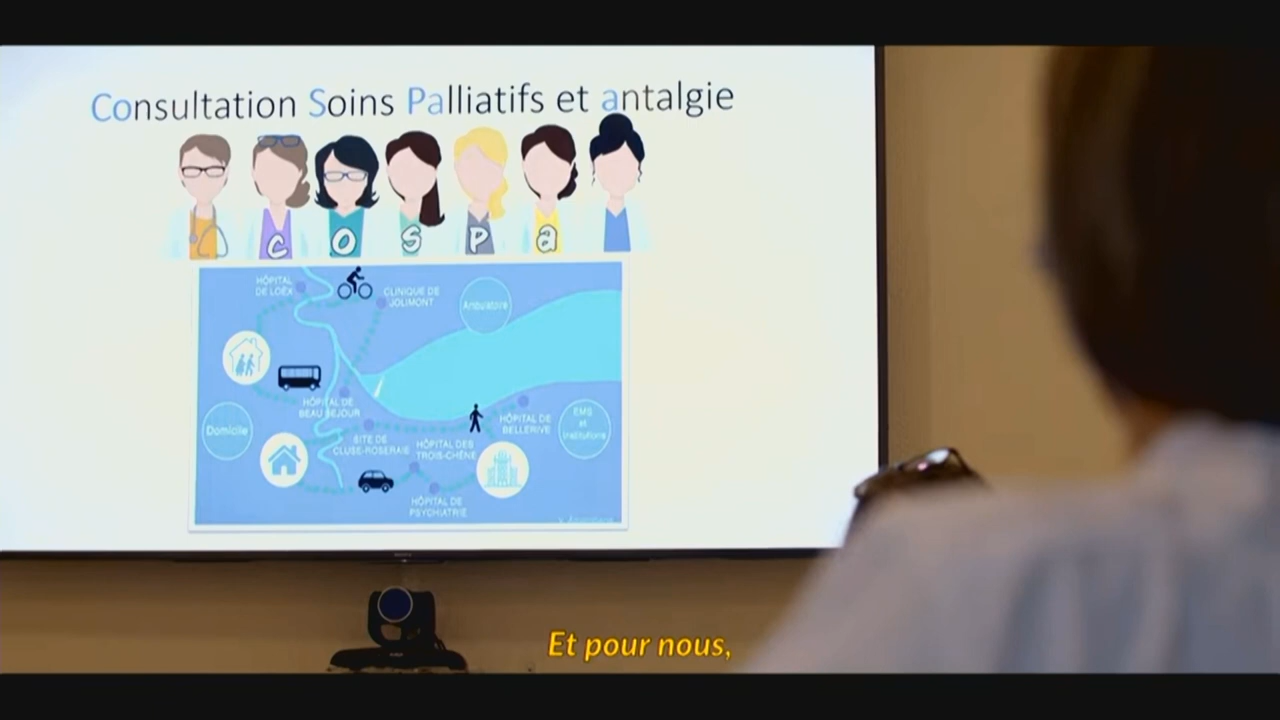 Consultation Soins Palliatifs et antalgie
C O S P a
HÔPITAL
DE LOËX
CLINIQUE DE
JOLIMONT
Ambulatoire
HÔPITAL DE
BEAU SÉJOUR
Domicile
SITE DE
CLUSE-ROSERAIE
HÔPITAL DES
TROIS-CHÊNE
HÔPITAL DE
BELLERIVE
EMS
et
Institutions
HÔPITAL DE
PSYCHIATRIE
Et pour nous,